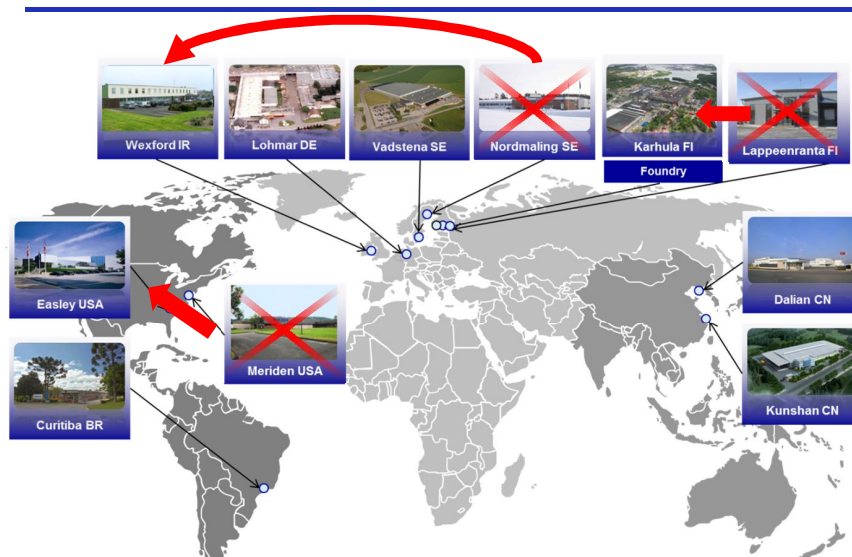 Wexford IR
Lohmar DE
Vadstena SE
Nordmaling SE
Karhula FI
Lappeenranta FI
Foundry
Easley USA
Meriden USA
Dalian CN
Curitiba BR
Kunshan CN